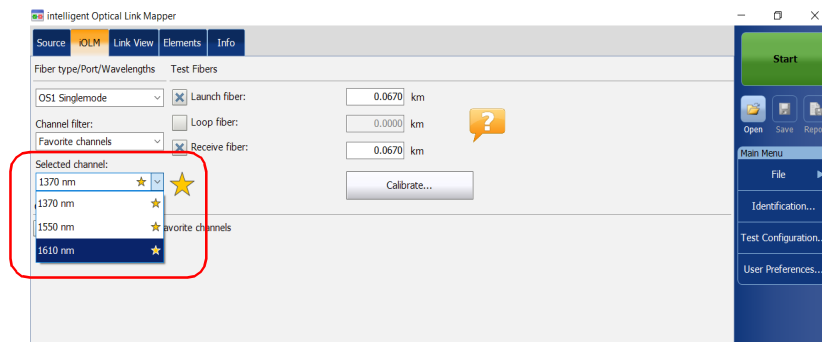 intelligent Optical Link Mapper
Source iOLM Link View Elements Info
Fiber type/Port/Wavelengths Test Fibers
OS1 Singlemode
Launch fiber: 0.0670 km
Channel filter:
Loop fiber: 0.0000 km
Favorite channels
Receive fiber: 0.0670 km
Selected channel:
1370 nm
Calibrate...
1370 nm
1550 nm
avorite channels
1610 nm
Start
Open Save Repo
Main Menu
File
Identification...
Test Configuration..
User Preferences...
?